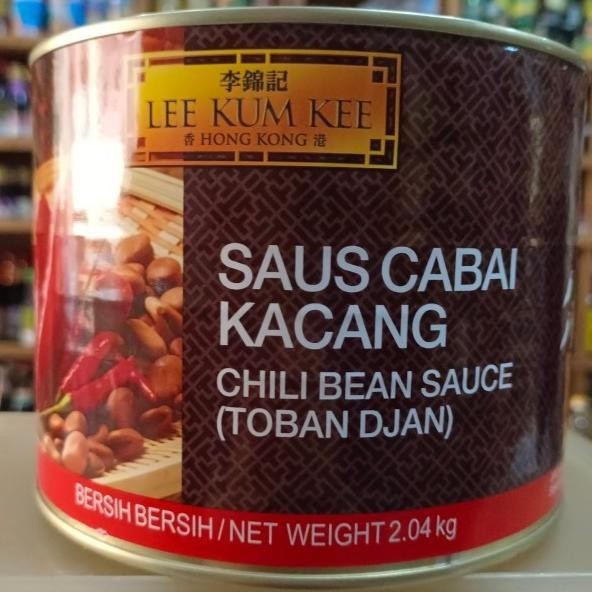 李錦記
LEE KUM KEE
香 HONG KONG 港
SAUS CABAI
KACANG
CHILI BEAN SAUCE
(TOBAN DJAN)
BERSIH BERSIH / NET WEIGHT 2.04 kg